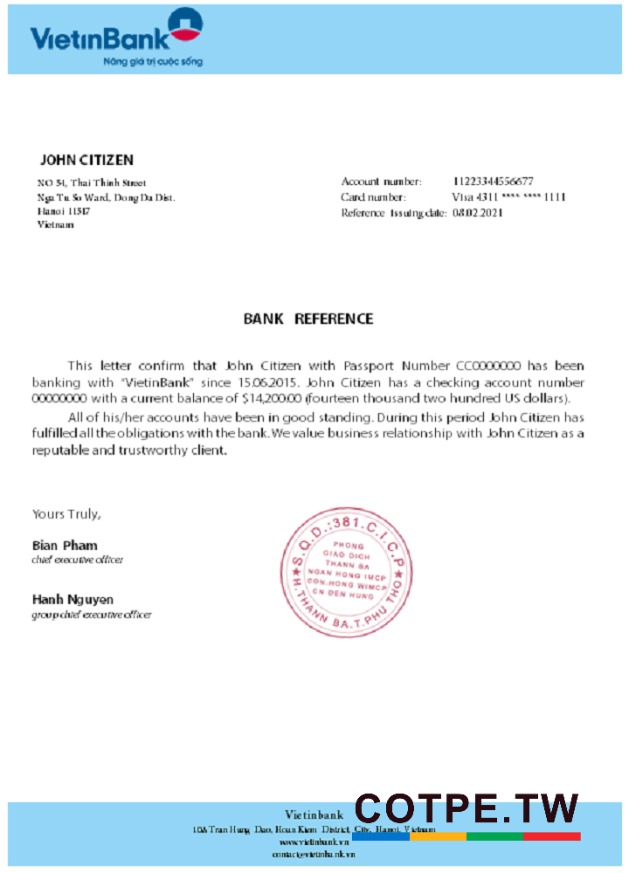 VietinBank
Nâng giá trị cuộc sống
JOHN CITIZEN
NO 54, Thai Thinh Street
Nga Tu So Ward, Dong Da Dist.
Hanoi 11517
Vietnam
Account number: 11223344556677
Card number: Visa 4311 **** **** 1111
Reference Issuing date: 08.02.2021
BANK REFERENCE
This letter confirm that John Citizen with Passport Number CC0000000 has been
banking with “VietinBank” since 15.06.2015. John Citizen has a checking account number
00000000 with a current balance of $14,200.00 (fourteen thousand two hundred US dollars).
All of his/her accounts have been in good standing. During this period John Citizen has
fulfilled all the obligations with the bank. We value business relationship with John Citizen as a
reputable and trustworthy client.
Yours Truly,
Bian Pham
chief executive officer
Hanh Nguyen
group chief executive officer
S.Q.D.:381.C.I.C.P
PHONG
GIAO DICH
THANH BA
NGAN HONG IMCP
CON.HONG WIMCP
CN DEN HUNG
H.THANH BA.T.PHU THO
Vietinbank
COTPE.TW
108A Tran Hung Dao, Hoan Kiem District, City, Hanoi, Vietnam
www.vietinbank.vn
contact@vietinbank.vn